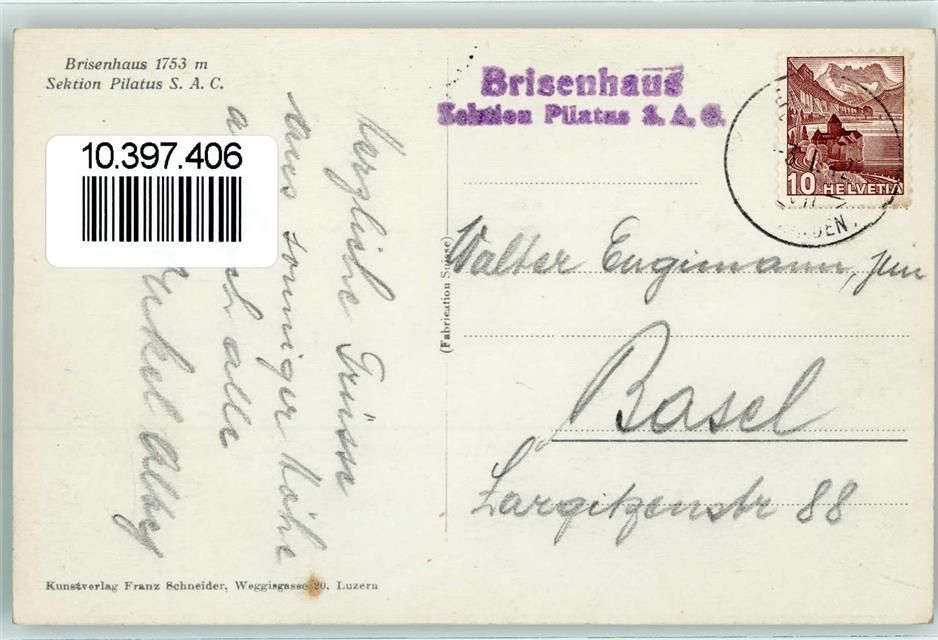 Brisenhaus 1753 m
Sektion Pilatus S. A. C.
10.397.406
Herzliche Grüsse
aus sonniger Höhe
alle
Kunstverlag Franz Schneider, Weggisgasse 20, Luzern
(Fabrication Suisse)
Brisenhaus
Sektion Pilatus S. A. C.
10 HELVETIA
Walter Engimann, jun
Basel
Largitzenstr 88